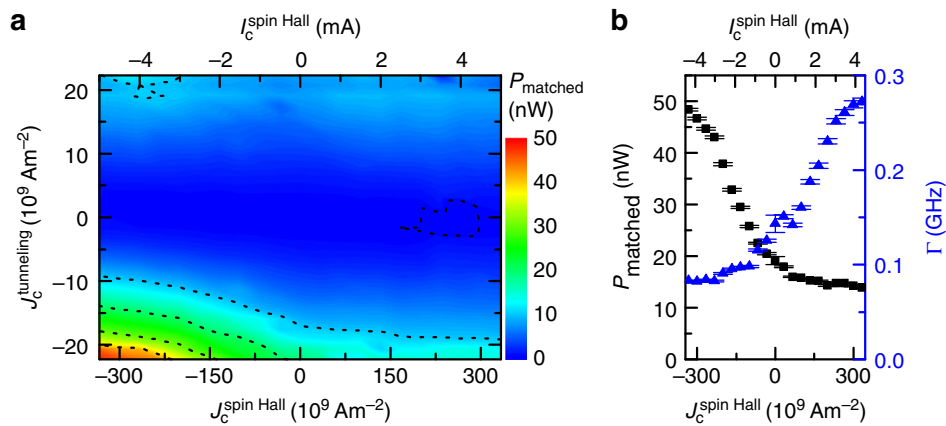 a
I_c^spin Hall (mA)
−4 −2 0 2 4
J_c^tunneling (10^9 Am^−2)
20
10
0
−10
−20
−300 −150 0 150 300
J_c^spin Hall (10^9 Am^−2)
P_matched
(nW)
50
40
30
20
10
0
b
I_c^spin Hall (mA)
−4 −2 0 2 4
P_matched (nW)
50
40
30
20
10
0
−300 0 300
J_c^spin Hall (10^9 Am^−2)
0.3
0.2
0.1
0.0
Γ (GHz)